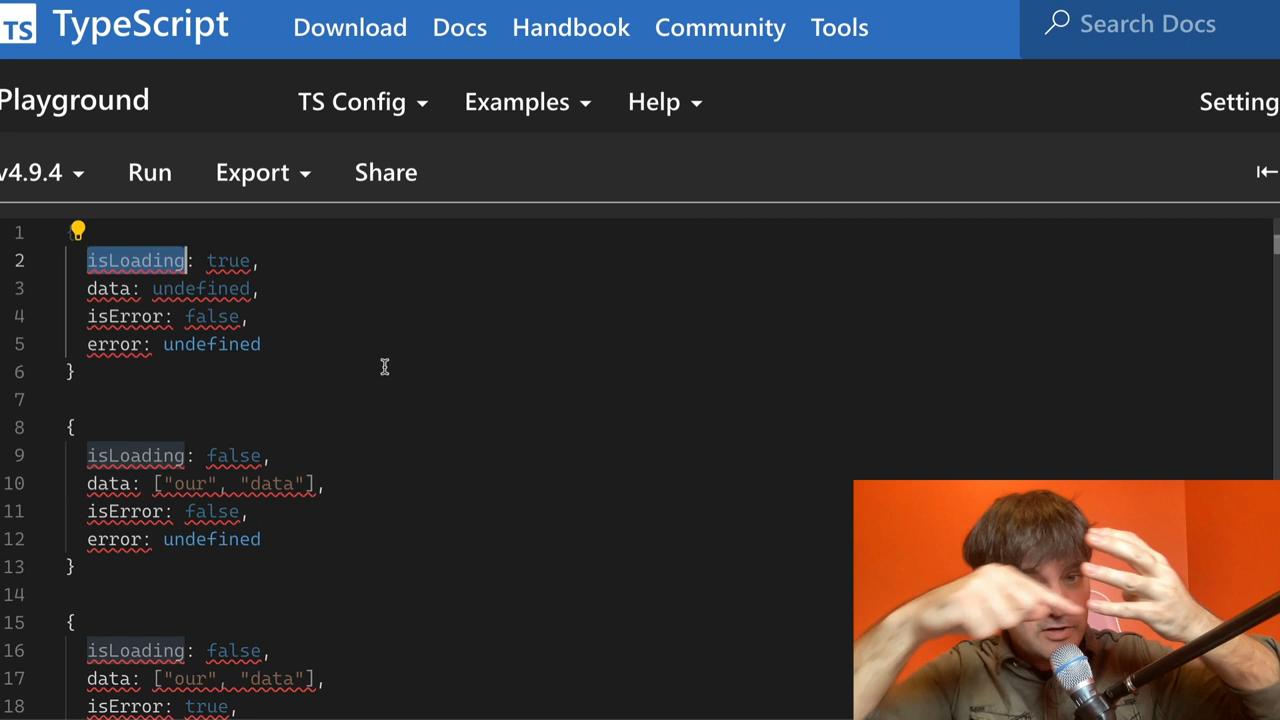 TS TypeScript Download Docs Handbook Community Tools Search Docs
Playground TS Config Examples Help Setting
v4.9.4 Run Export Share
1 {
2 isLoading: true,
3 data: undefined,
4 isError: false,
5 error: undefined
6 }
7
8 {
9 isLoading: false,
10 data: ["our", "data"],
11 isError: false,
12 error: undefined
13 }
14
15 {
16 isLoading: false,
17 data: ["our", "data"],
18 isError: true,